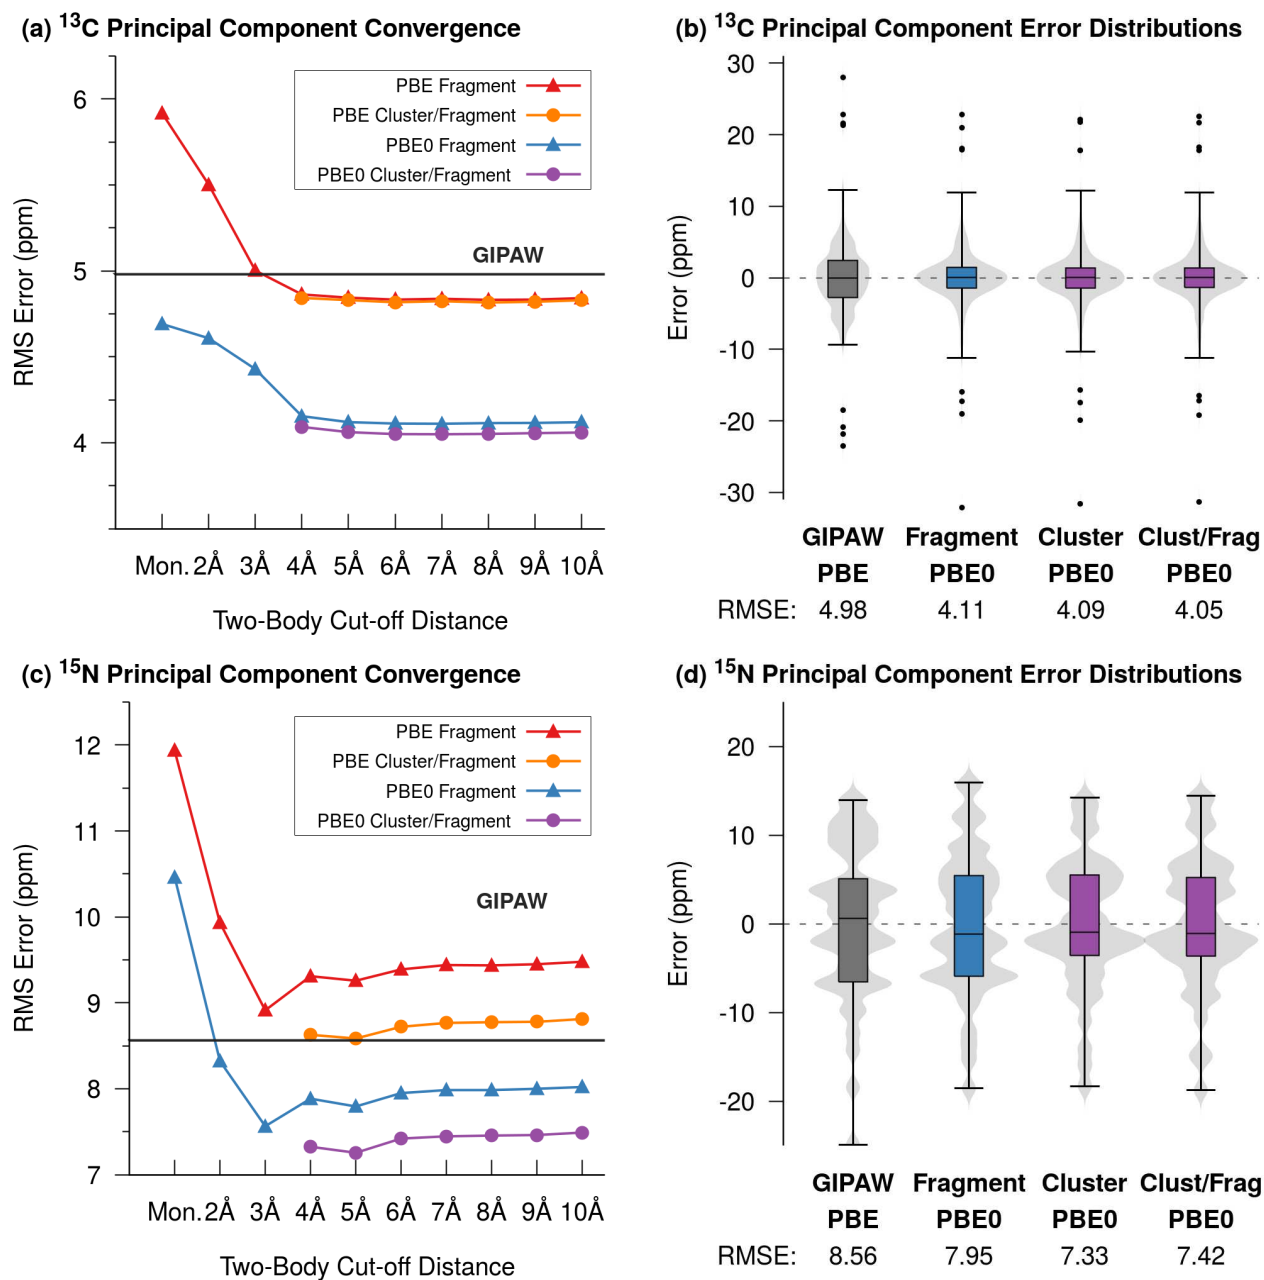 (a) ¹³C Principal Component Convergence
6
5
4
RMS Error (ppm)
PBE Fragment
PBE Cluster/Fragment
PBE0 Fragment
PBE0 Cluster/Fragment
GIPAW
Mon. 2Å 3Å 4Å 5Å 6Å 7Å 8Å 9Å 10Å
Two-Body Cut-off Distance
(b) ¹³C Principal Component Error Distributions
30
20
10
0
-10
-20
-30
Error (ppm)
GIPAW Fragment Cluster Clust/Frag
PBE PBE0 PBE0 PBE0
RMSE: 4.98 4.11 4.09 4.05
(c) ¹⁵N Principal Component Convergence
12
11
10
9
8
7
RMS Error (ppm)
PBE Fragment
PBE Cluster/Fragment
PBE0 Fragment
PBE0 Cluster/Fragment
GIPAW
Mon. 2Å 3Å 4Å 5Å 6Å 7Å 8Å 9Å 10Å
Two-Body Cut-off Distance
(d) ¹⁵N Principal Component Error Distributions
20
10
0
-10
-20
Error (ppm)
GIPAW Fragment Cluster Clust/Frag
PBE PBE0 PBE0 PBE0
RMSE: 8.56 7.95 7.33 7.42